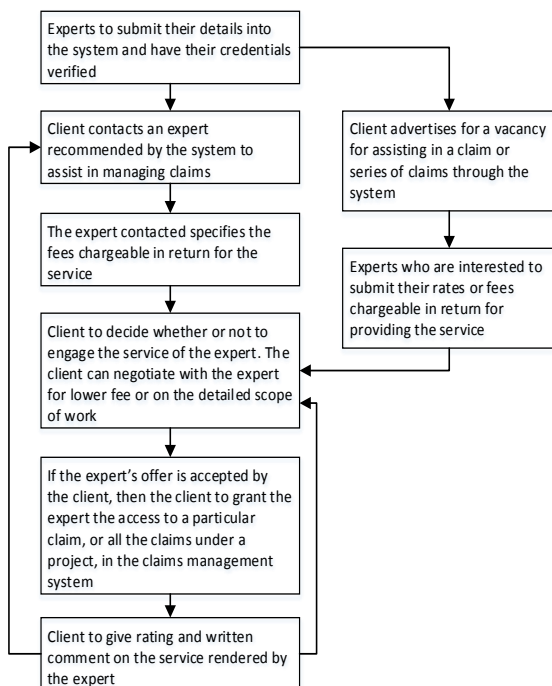 Experts to submit their details into
the system and have their credentials
verified
Client contacts an expert
recommended by the system to
assist in managing claims
The expert contacted specifies the
fees chargeable in return for the
service
Client to decide whether or not to
engage the service of the expert. The
client can negotiate with the expert
for lower fee or on the detailed scope
of work
If the expert’s offer is accepted by
the client, then the client to grant the
expert the access to a particular
claim, or all the claims under a
project, in the claims management
system
Client to give rating and written
comment on the service rendered by
the expert
Client advertises for a vacancy
for assisting in a claim or
series of claims through the
system
Experts who are interested to
submit their rates or fees
chargeable in return for
providing the service